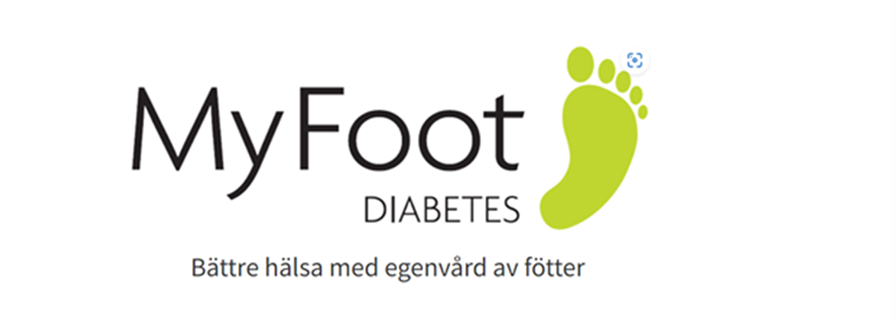 MyFoot
DIABETES
Bättre hälsa med egenvård av fötter